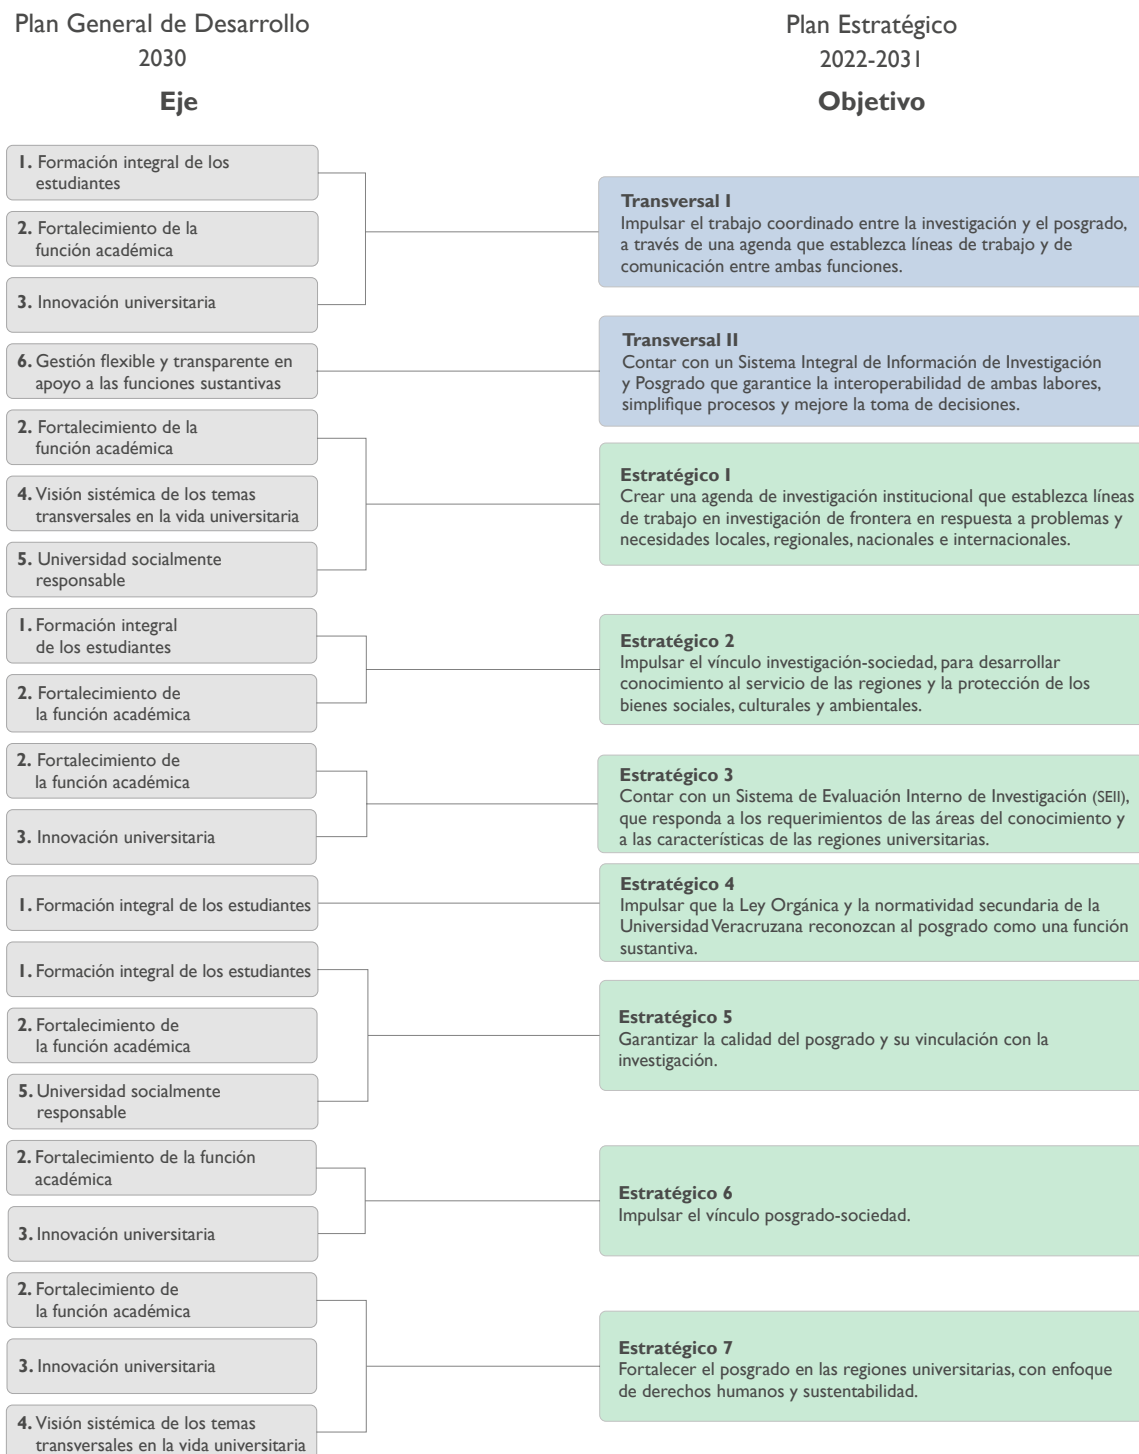 Plan General de Desarrollo
2030
Eje
Plan Estratégico
2022-2031
Objetivo
1. Formación integral de los
estudiantes
2. Fortalecimiento de la
función académica
3. Innovación universitaria
Transversal I
Impulsar el trabajo coordinado entre la investigación y el posgrado,
a través de una agenda que establezca líneas de trabajo y de
comunicación entre ambas funciones.
6. Gestión flexible y transparente en
apoyo a las funciones sustantivas
Transversal II
Contar con un Sistema Integral de Información de Investigación
y Posgrado que garantice la interoperabilidad de ambas labores,
simplifique procesos y mejore la toma de decisiones.
2. Fortalecimiento de la
función académica
4. Visión sistémica de los temas
transversales en la vida universitaria
5. Universidad socialmente
responsable
Estratégico 1
Crear una agenda de investigación institucional que establezca líneas
de trabajo en investigación de frontera en respuesta a problemas y
necesidades locales, regionales, nacionales e internacionales.
1. Formación integral
de los estudiantes
2. Fortalecimiento de
la función académica
Estratégico 2
Impulsar el vínculo investigación-sociedad, para desarrollar
conocimiento al servicio de las regiones y la protección de los
bienes sociales, culturales y ambientales.
2. Fortalecimiento de
la función académica
3. Innovación universitaria
Estratégico 3
Contar con un Sistema de Evaluación Interno de Investigación (SEII),
que responda a los requerimientos de las áreas del conocimiento y
a las características de las regiones universitarias.
1. Formación integral de los estudiantes
Estratégico 4
Impulsar que la Ley Orgánica y la normatividad secundaria de la
Universidad Veracruzana reconozcan al posgrado como una función
sustantiva.
1. Formación integral de los estudiantes
2. Fortalecimiento de
la función académica
5. Universidad socialmente
responsable
Estratégico 5
Garantizar la calidad del posgrado y su vinculación con la
investigación.
2. Fortalecimiento de la función
académica
3. Innovación universitaria
Estratégico 6
Impulsar el vínculo posgrado-sociedad.
2. Fortalecimiento de
la función académica
3. Innovación universitaria
4. Visión sistémica de los temas
transversales en la vida universitaria
Estratégico 7
Fortalecer el posgrado en las regiones universitarias, con enfoque
de derechos humanos y sustentabilidad.